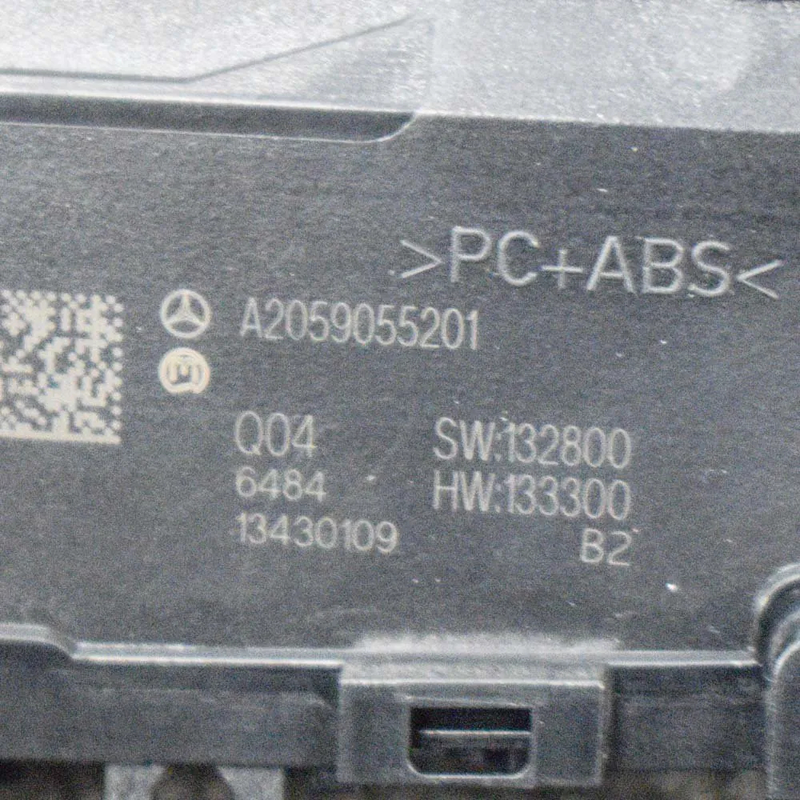 >PC+ABS<
A2059055201
Q04 SW:132800
6484 HW:133300
13430109 B2